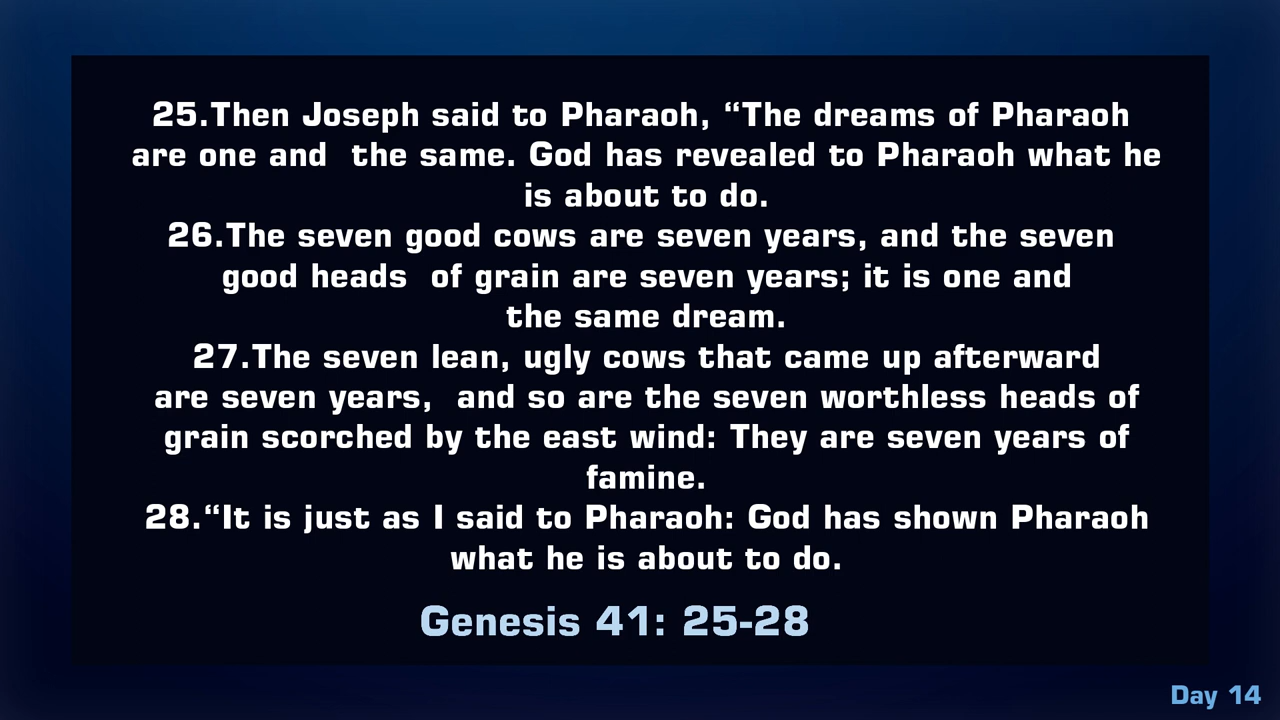 25.Then Joseph said to Pharaoh, “The dreams of Pharaoh
are one and  the same. God has revealed to Pharaoh what he
is about to do.
26.The seven good cows are seven years, and the seven
good heads  of grain are seven years; it is one and
the same dream.
27.The seven lean, ugly cows that came up afterward
are seven years,  and so are the seven worthless heads of
grain scorched by the east wind: They are seven years of
famine.
28.“It is just as I said to Pharaoh: God has shown Pharaoh
what he is about to do.
Genesis 41: 25-28
Day 14